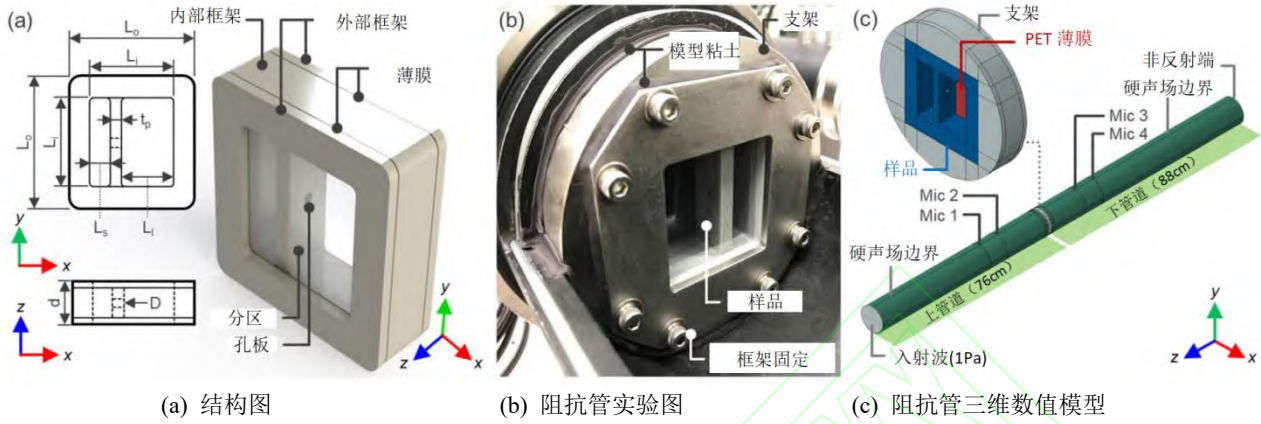 (a)
内部框架
外部框架
薄膜
Lo
Li
Lo
Li
tp
Ls
Ll
y
x
d
D
z
x
分区
孔板
y
z
x
(b)
支架
模型粘土
样品
框架固定
(c)
支架
PET 薄膜
样品
非反射端
硬声场边界
Mic 3
Mic 4
Mic 2
Mic 1
硬声场边界
下管道（88cm）
上管道(76cm)
入射波(1Pa)
y
z
x
(a) 结构图
(b) 阻抗管实验图
(c) 阻抗管三维数值模型